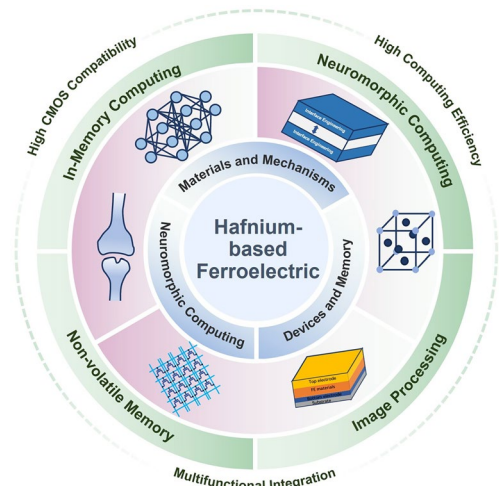 High CMOS Compatibility
High Computing Efficiency
In-Memory Computing
Neuromorphic Computing
Interface Engineering
Interface Engineering
Materials and Mechanisms
Hafnium-
based
Ferroelectric
Neuromorphic Computing
Devices and Memory
Top electrode
FE materials
Substrate
Non-volatile Memory
Image Processing
Multifunctional Integration